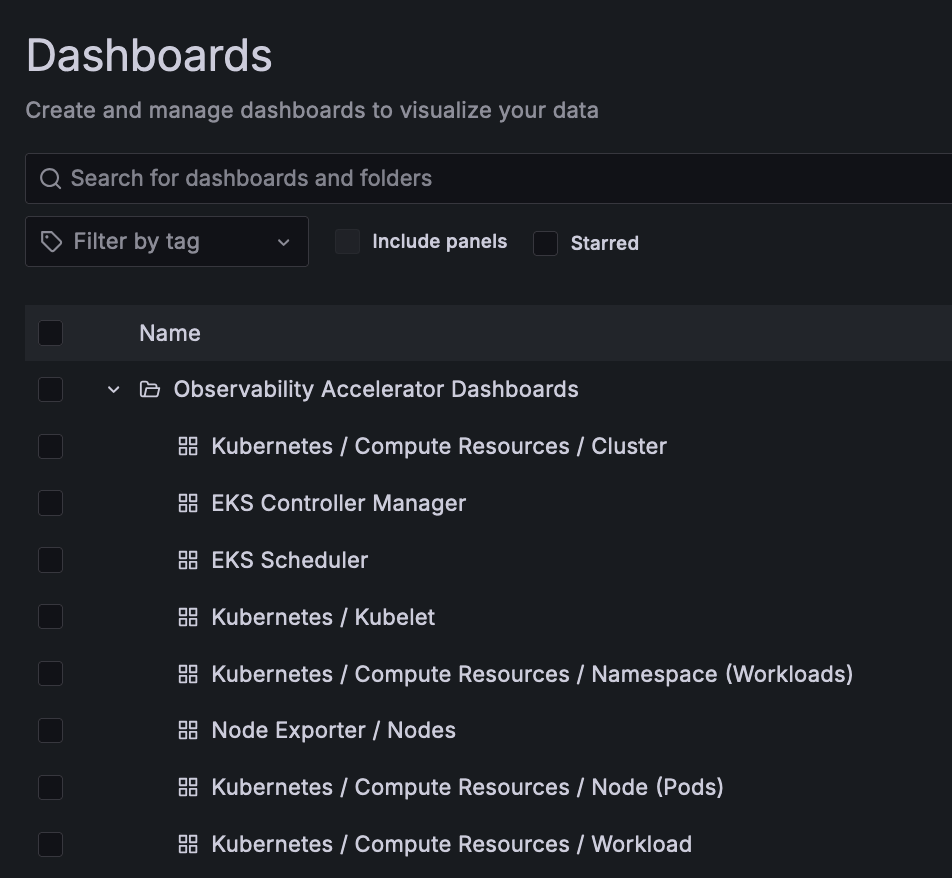 Dashboards
Create and manage dashboards to visualize your data
Search for dashboards and folders
Filter by tag Include panels Starred
Name
Observability Accelerator Dashboards
Kubernetes / Compute Resources / Cluster
EKS Controller Manager
EKS Scheduler
Kubernetes / Kubelet
Kubernetes / Compute Resources / Namespace (Workloads)
Node Exporter / Nodes
Kubernetes / Compute Resources / Node (Pods)
Kubernetes / Compute Resources / Workload